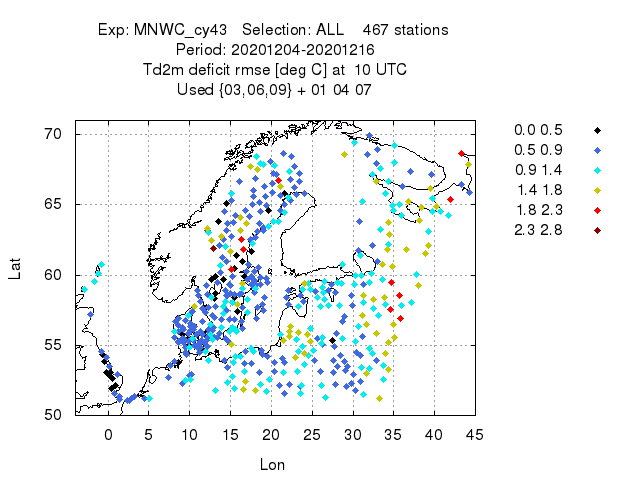 Exp: MNWC_cy43 Selection: ALL 467 stations
Period: 20201204-20201216
Td2m deficit rmse [deg C] at 10 UTC
Used {03,06,09} + 01 04 07
0.0 0.5
0.5 0.9
0.9 1.4
1.4 1.8
1.8 2.3
2.3 2.8
70
65
60
55
50
Lat
0 5 10 15 20 25 30 35 40 45
Lon